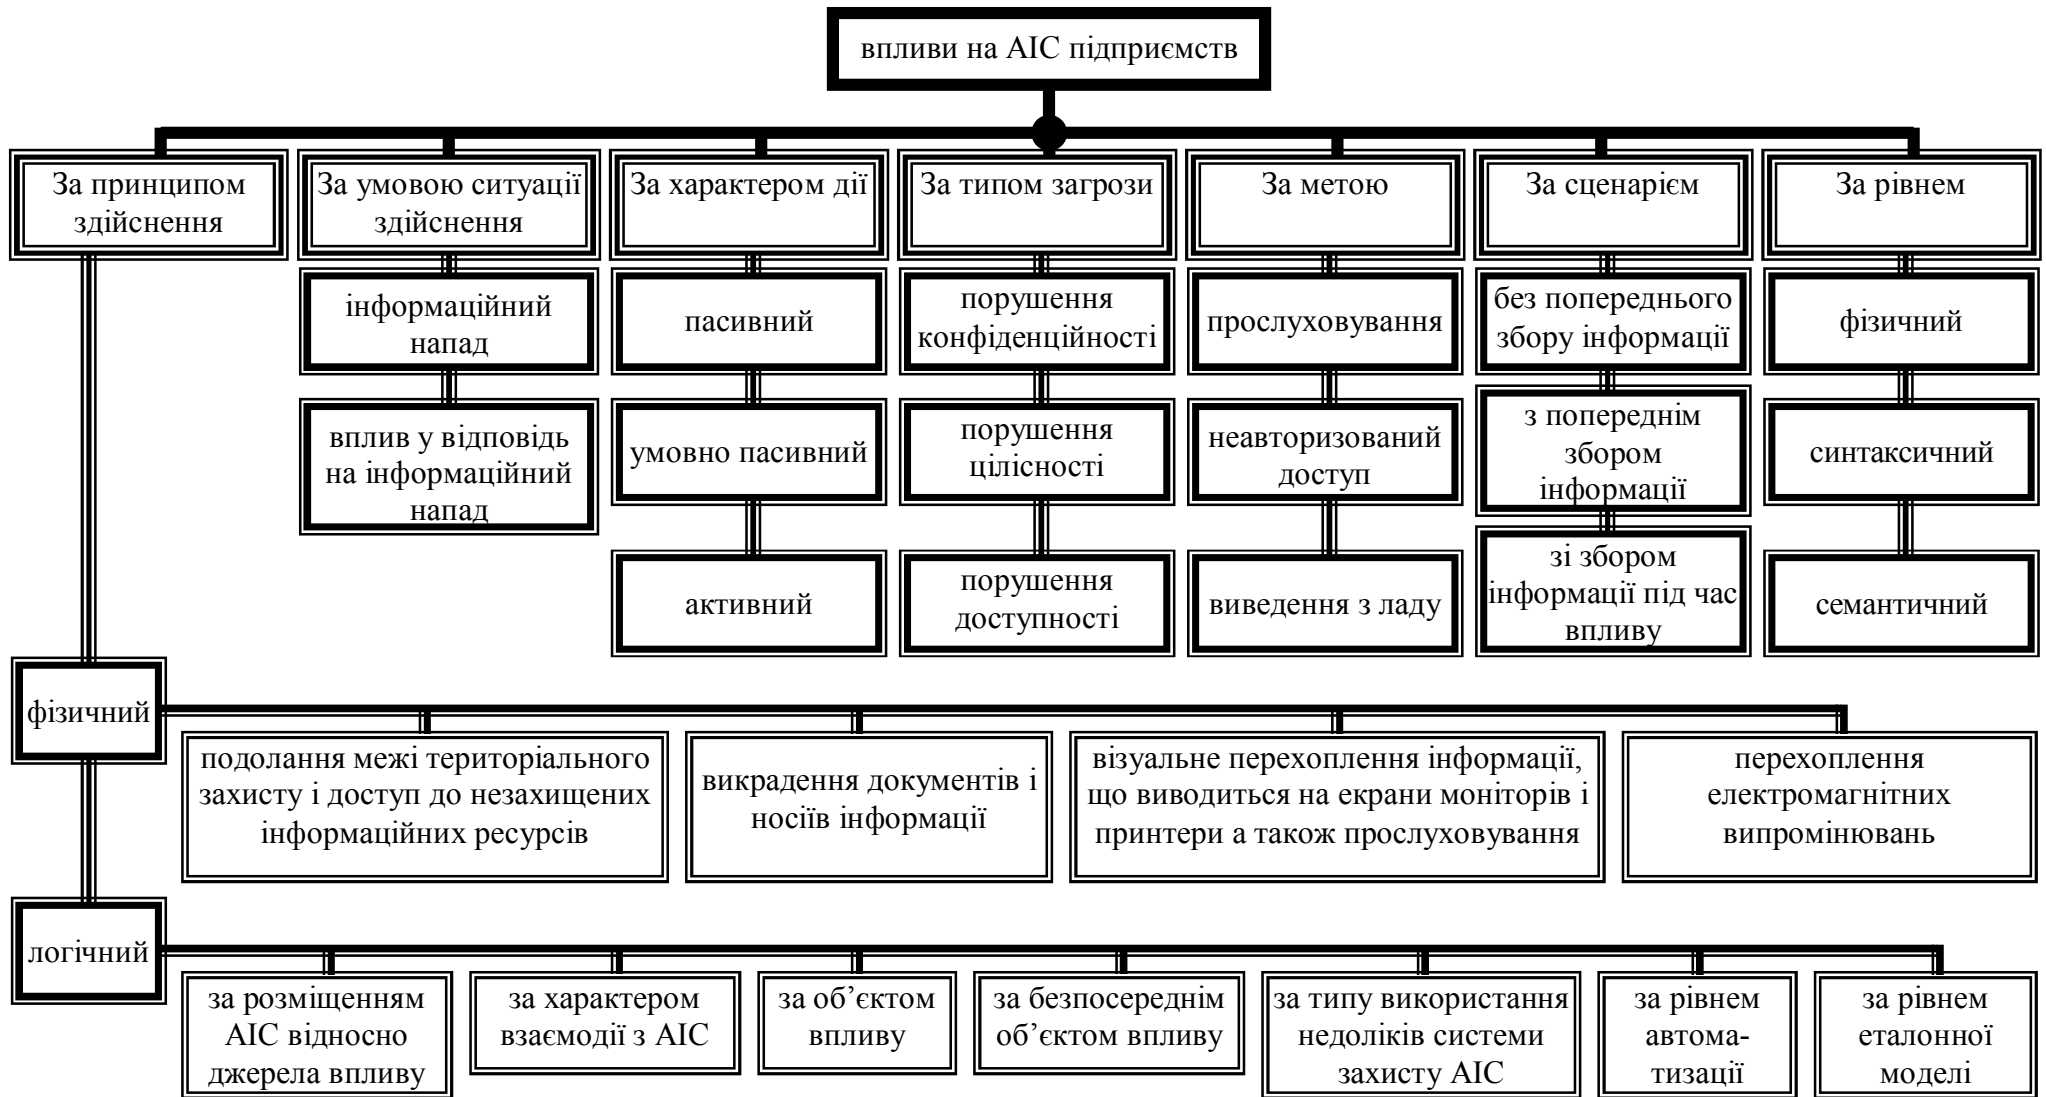 впливи на АІС підприємств
За принципом
здійснення
За умовою ситуації
здійснення
За характером дії
За типом загрози
За метою
За сценарієм
За рівнем
інформаційний
напад
вплив у відповідь
на інформаційний
напад
пасивний
умовно пасивний
активний
порушення
конфіденційності
порушення
цілісності
порушення
доступності
прослуховування
неавторизований
доступ
виведення з ладу
без попереднього
збору інформації
з попереднім
збором
інформації
зі збором
інформації під час
впливу
фізичний
синтаксичний
семантичний
фізичний
подолання межі територіального
захисту і доступ до незахищених
інформаційних ресурсів
викрадення документів і
носіїв інформації
візуальне перехоплення інформації,
що виводиться на екрани моніторів і
принтери а також прослуховування
перехоплення
електромагнітних
випромінювань
логічний
за розміщенням
АІС відносно
джерела впливу
за характером
взаємодії з АІС
за об’єктом
впливу
за безпосереднім
об’єктом впливу
за типу використання
недоліків системи
захисту АІС
за рівнем
автома-
тизації
за рівнем
еталонної
моделі